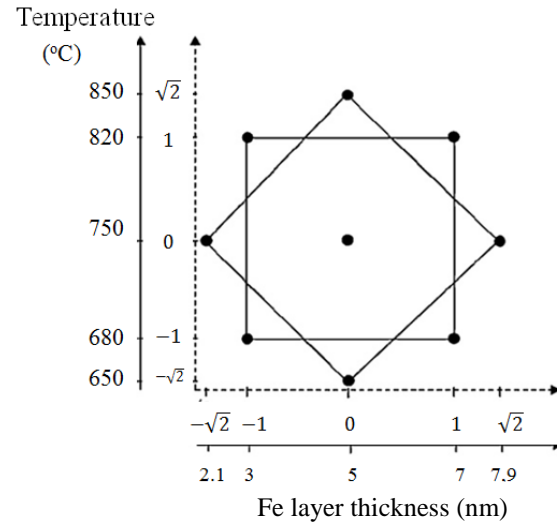 Temperature
(°C)
850 √2
820 1
750 0
680 −1
650 −√2
−√2 −1 0 1 √2
2.1 3 5 7 7.9
Fe layer thickness (nm)